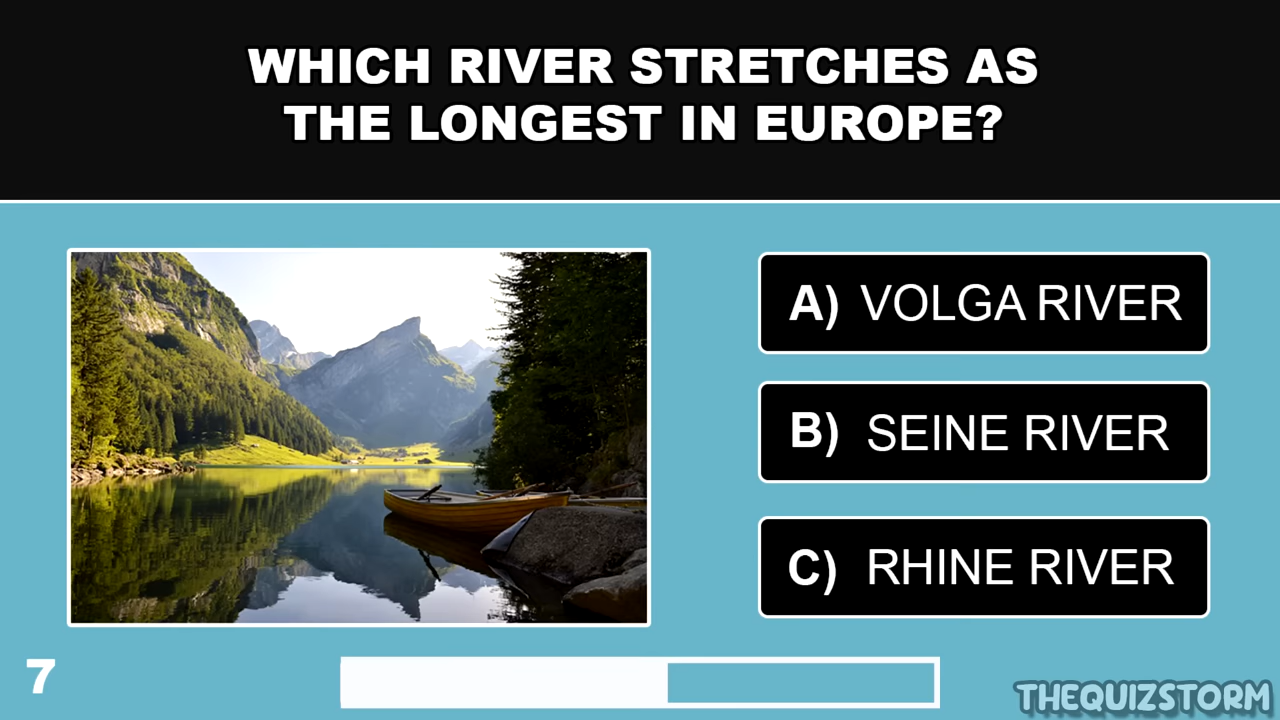 WHICH RIVER STRETCHES AS
THE LONGEST IN EUROPE?
A) VOLGA RIVER
B) SEINE RIVER
C) RHINE RIVER
7
THEQUIZSTORM